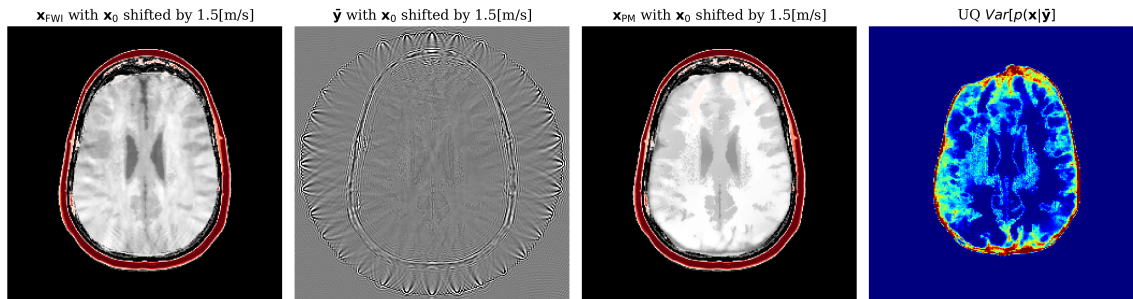 x_FWI with x_0 shifted by 1.5[m/s]
ȳ with x_0 shifted by 1.5[m/s]
x_PM with x_0 shifted by 1.5[m/s]
UQ Var[p(x|ȳ]